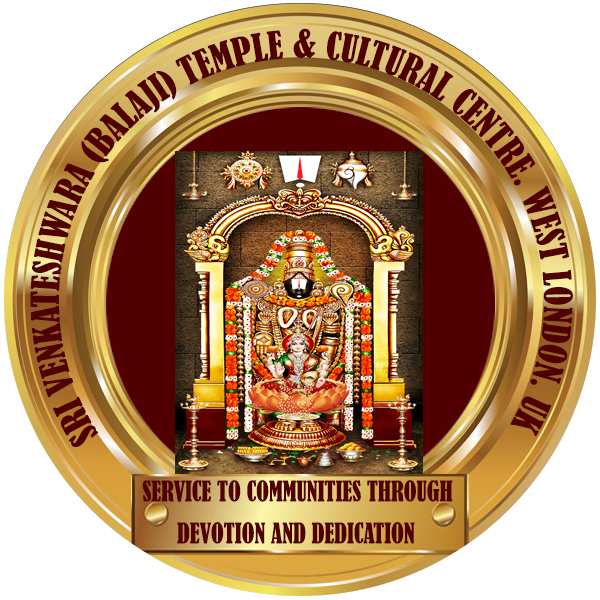 SRI VENKATESHWARA (BALAJI) TEMPLE & CULTURAL CENTRE. WEST LONDON. UK
SERVICE TO COMMUNITIES THROUGH
DEVOTION AND DEDICATION